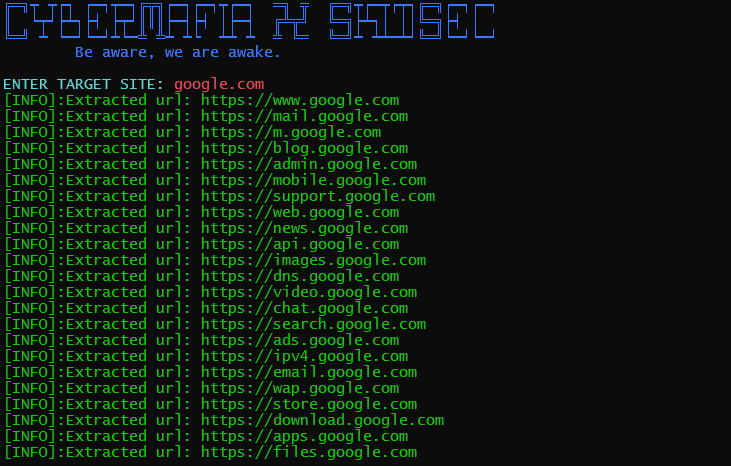 Be aware, we are awake.
ENTER TARGET SITE: google.com
[INFO]:Extracted url: https://www.google.com
[INFO]:Extracted url: https://mail.google.com
[INFO]:Extracted url: https://m.google.com
[INFO]:Extracted url: https://blog.google.com
[INFO]:Extracted url: https://admin.google.com
[INFO]:Extracted url: https://mobile.google.com
[INFO]:Extracted url: https://support.google.com
[INFO]:Extracted url: https://web.google.com
[INFO]:Extracted url: https://news.google.com
[INFO]:Extracted url: https://api.google.com
[INFO]:Extracted url: https://images.google.com
[INFO]:Extracted url: https://dns.google.com
[INFO]:Extracted url: https://video.google.com
[INFO]:Extracted url: https://chat.google.com
[INFO]:Extracted url: https://search.google.com
[INFO]:Extracted url: https://ads.google.com
[INFO]:Extracted url: https://ipv4.google.com
[INFO]:Extracted url: https://email.google.com
[INFO]:Extracted url: https://wap.google.com
[INFO]:Extracted url: https://store.google.com
[INFO]:Extracted url: https://download.google.com
[INFO]:Extracted url: https://apps.google.com
[INFO]:Extracted url: https://files.google.com